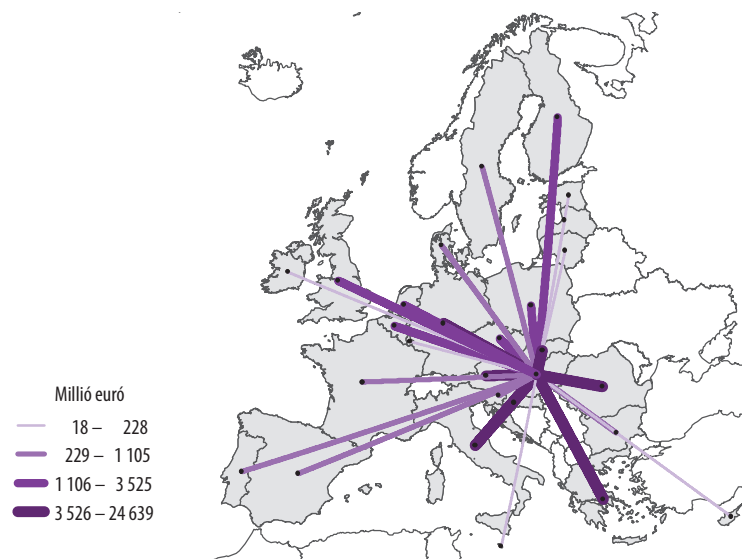 Millió euró
18 – 228
229 – 1 105
1 106 – 3 525
3 526 – 24 639